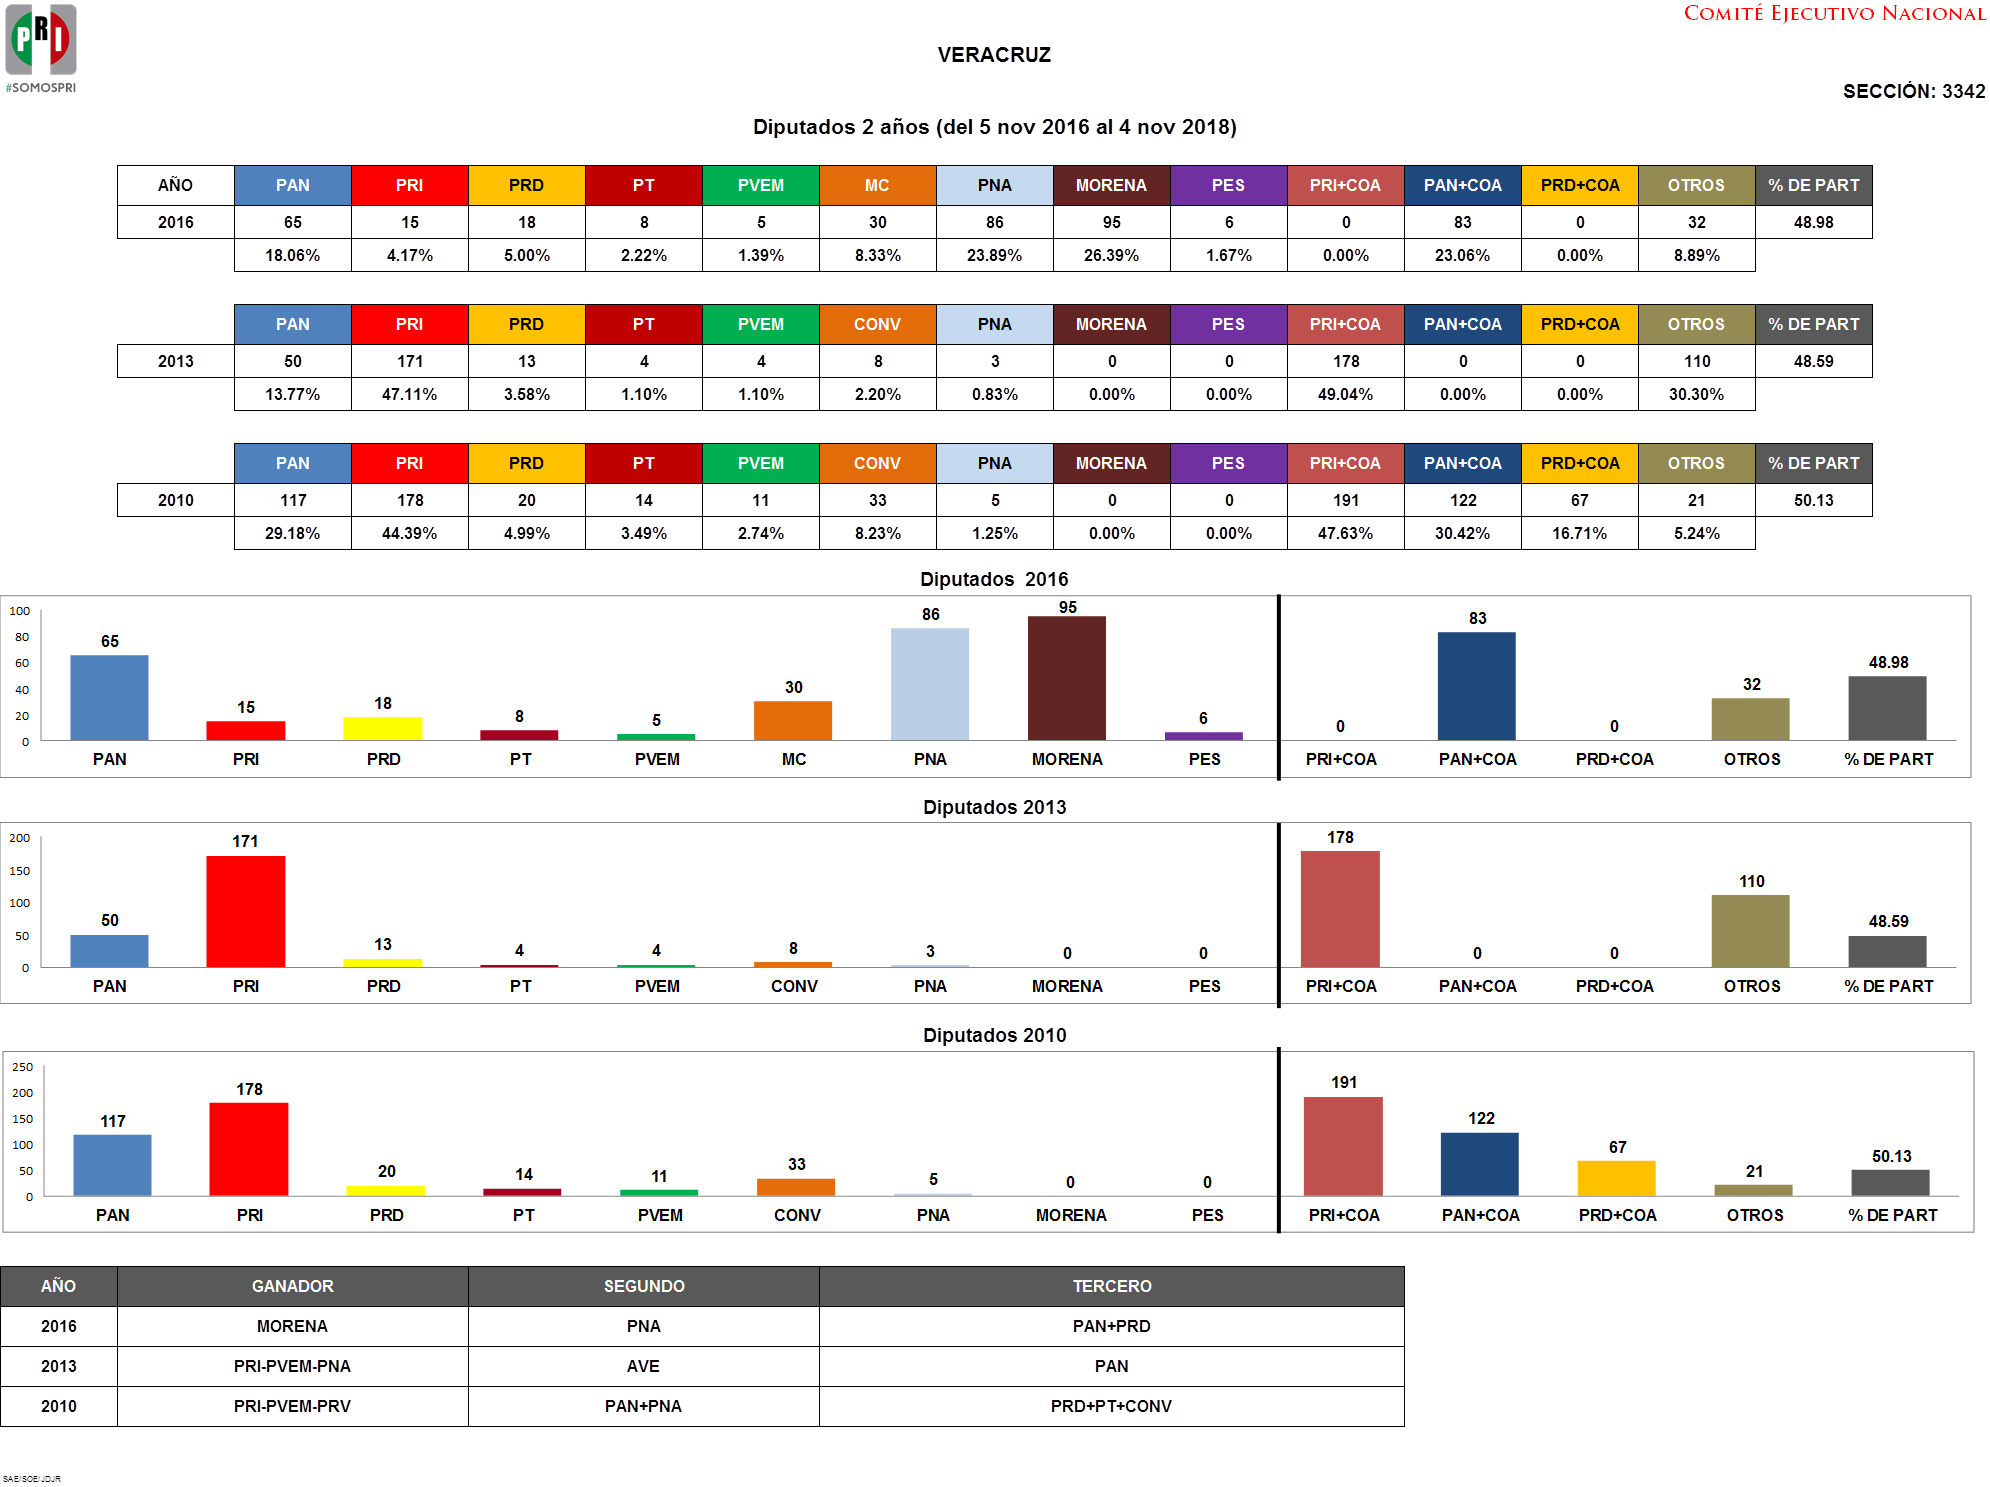 PRI
#SOMOSPRI
COMITÉ EJECUTIVO NACIONAL
VERACRUZ
SECCIÓN: 3342
Diputados 2 años (del 5 nov 2016 al 4 nov 2018)
AÑO PAN PRI PRD PT PVEM MC PNA MORENA PES PRI+COA PAN+COA PRD+COA OTROS % DE PART
2016 65 15 18 8 5 30 86 95 6 0 83 0 32 48.98
18.06% 4.17% 5.00% 2.22% 1.39% 8.33% 23.89% 26.39% 1.67% 0.00% 23.06% 0.00% 8.89%
PAN PRI PRD PT PVEM CONV PNA MORENA PES PRI+COA PAN+COA PRD+COA OTROS % DE PART
2013 50 171 13 4 4 8 3 0 0 178 0 0 110 48.59
13.77% 47.11% 3.58% 1.10% 1.10% 2.20% 0.83% 0.00% 0.00% 49.04% 0.00% 0.00% 30.30%
PAN PRI PRD PT PVEM CONV PNA MORENA PES PRI+COA PAN+COA PRD+COA OTROS % DE PART
2010 117 178 20 14 11 33 5 0 0 191 122 67 21 50.13
29.18% 44.39% 4.99% 3.49% 2.74% 8.23% 1.25% 0.00% 0.00% 47.63% 30.42% 16.71% 5.24%
Diputados 2016
100
80
60
40
20
0
65 15 18 8 5 30 86 95 6 0 83 0 32 48.98
PAN PRI PRD PT PVEM MC PNA MORENA PES PRI+COA PAN+COA PRD+COA OTROS % DE PART
Diputados 2013
200
150
100
50
0
50 171 13 4 4 8 3 0 0 178 0 0 110 48.59
PAN PRI PRD PT PVEM CONV PNA MORENA PES PRI+COA PAN+COA PRD+COA OTROS % DE PART
Diputados 2010
250
200
150
100
50
0
117 178 20 14 11 33 5 0 0 191 122 67 21 50.13
PAN PRI PRD PT PVEM CONV PNA MORENA PES PRI+COA PAN+COA PRD+COA OTROS % DE PART
AÑO GANADOR SEGUNDO TERCERO
2016 MORENA PNA PAN+PRD
2013 PRI-PVEM-PNA AVE PAN
2010 PRI-PVEM-PRV PAN+PNA PRD+PT+CONV
SAE/SOE/JDJR